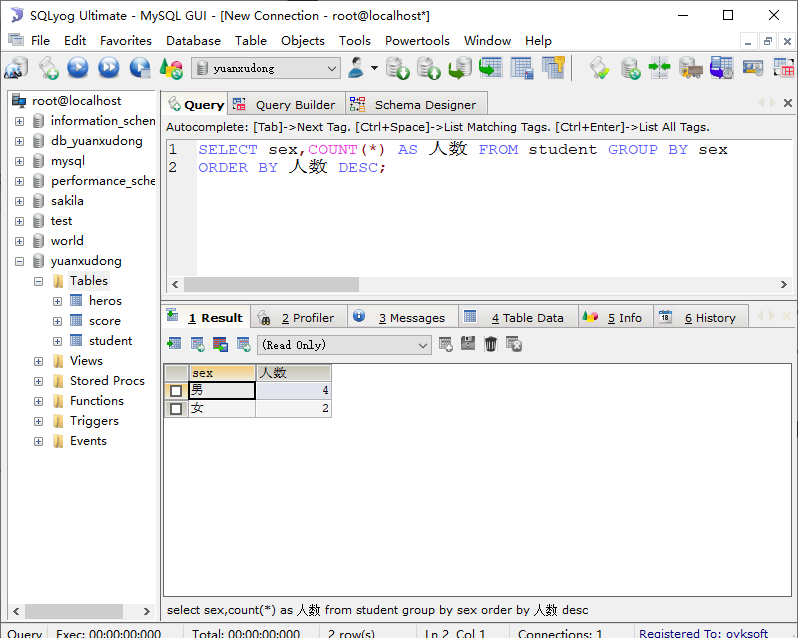 SQLyog Ultimate - MySQL GUI - [New Connection - root@localhost*]
File Edit Favorites Database Table Objects Tools Powertools Window Help
yuanxudong
root@localhost
information_schem
db_yuanxudong
mysql
performance_sche
sakila
test
world
yuanxudong
Tables
heros
score
student
Views
Stored Procs
Functions
Triggers
Events
Query Query Builder Schema Designer
Autocomplete: [Tab]->Next Tag. [Ctrl+Space]->List Matching Tags. [Ctrl+Enter]->List All Tags.
1 SELECT sex,COUNT(*) AS 人数 FROM student GROUP BY sex
2 ORDER BY 人数 DESC;
1 Result 2 Profiler 3 Messages 4 Table Data 5 Info 18 6 History
(Read Only)
sex 人数
男 4
女 2
select sex,count(*) as 人数 from student group by sex order by 人数 desc
Query Exec: 00:00:00:000 Total: 00:00:00:000 2 row(s) Ln 2, Col 1 Connections: 1 Registered To: ovksoft